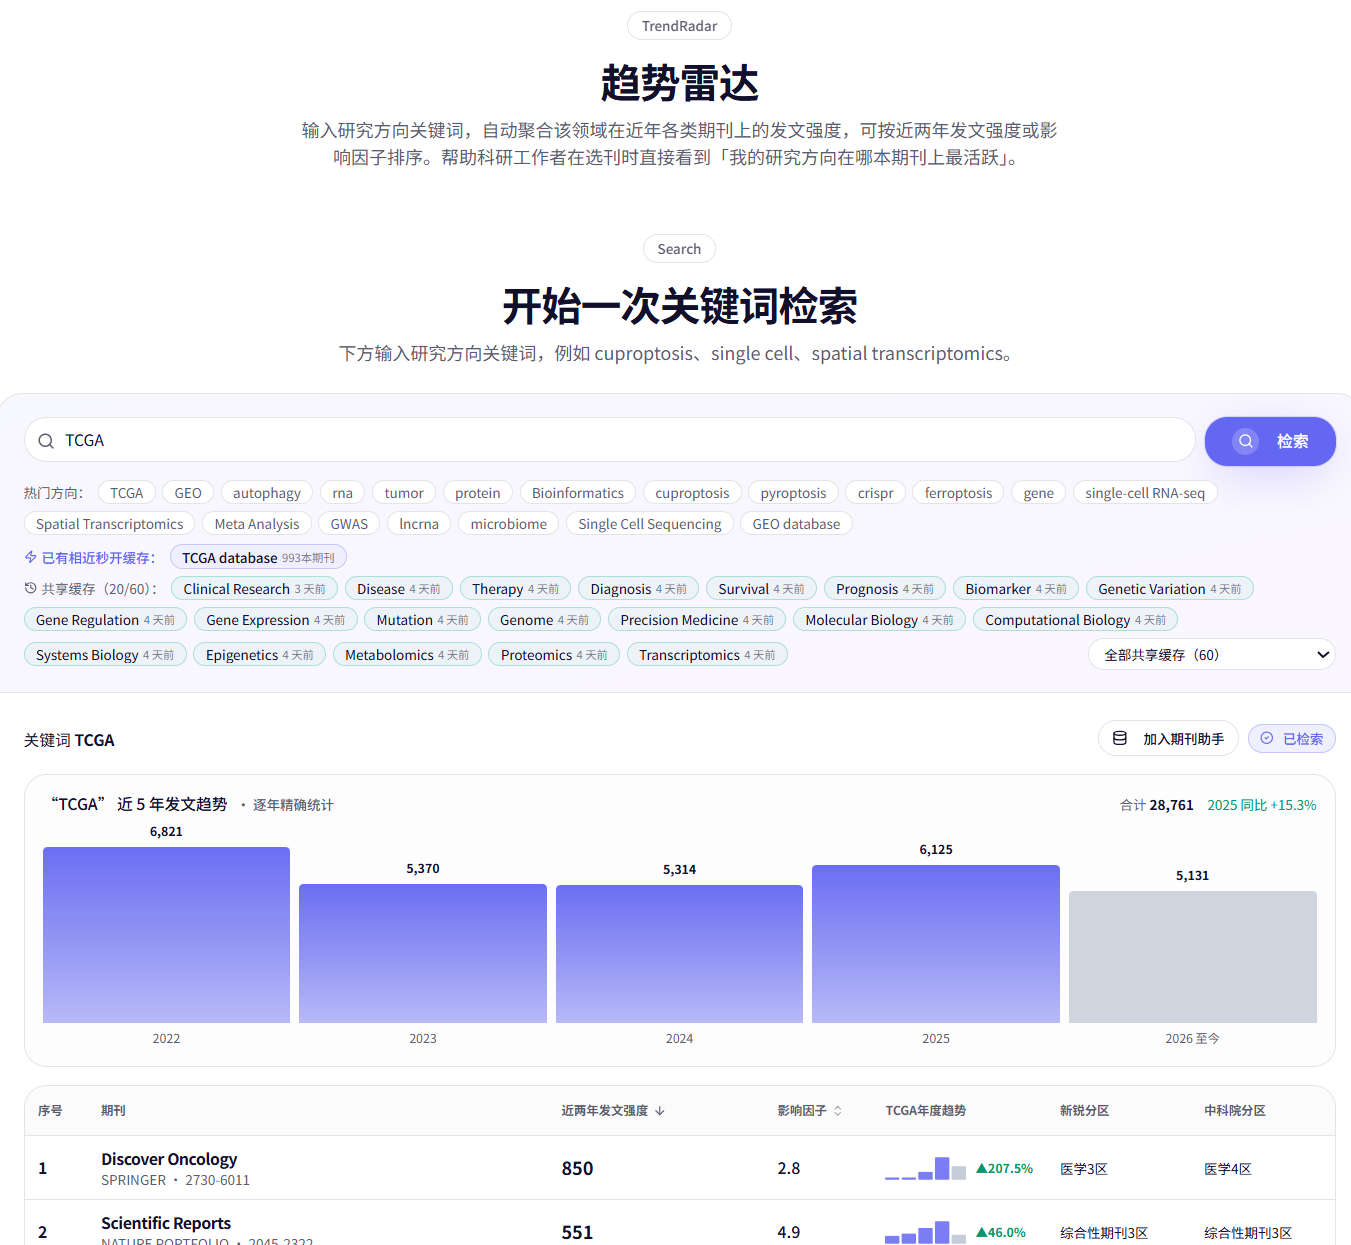 TrendRadar
趋势雷达
输入研究方向关键词，自动聚合该领域在近年各类期刊上的发文强度，可按近两年发文强度或影
响因子排序。帮助科研工作者在选刊时直接看到「我的研究方向在哪本期刊上最活跃」。
Search
开始一次关键词检索
下方输入研究方向关键词，例如 cuproptosis、single cell、spatial transcriptomics。
TCGA 检索
热门方向： TCGA GEO autophagy rna tumor protein Bioinformatics cuproptosis pyroptosis crispr ferroptosis gene single-cell RNA-seq
Spatial Transcriptomics Meta Analysis GWAS lncrna microbiome Single Cell Sequencing GEO database
已有相近秒开缓存： TCGA database 993本期刊
共享缓存（20/60）： Clinical Research 3 天前 Disease 4 天前 Therapy 4 天前 Diagnosis 4 天前 Survival 4 天前 Prognosis 4 天前 Biomarker 4 天前 Genetic Variation 4 天前
Gene Regulation 4 天前 Gene Expression 4 天前 Mutation 4 天前 Genome 4 天前 Precision Medicine 4 天前 Molecular Biology 4 天前 Computational Biology 4 天前
Systems Biology 4 天前 Epigenetics 4 天前 Metabolomics 4 天前 Proteomics 4 天前 Transcriptomics 4 天前 全部共享缓存（60）
关键词 TCGA 加入期刊助手 已检索
“TCGA” 近 5 年发文趋势 · 逐年精确统计 合计 28,761 2025 同比 +15.3%
6,821 5,370 5,314 6,125 5,131
2022 2023 2024 2025 2026 至今
序号 期刊 近两年发文强度 ↓ 影响因子 TCGA年度趋势 新锐分区 中科院分区
1 Discover Oncology 850 2.8 ▲207.5% 医学3区 医学4区
SPRINGER · 2730-6011
2 Scientific Reports 551 4.9 ▲46.0% 综合性期刊3区 综合性期刊3区
NATURE PORTFOLIO · 2045-2322